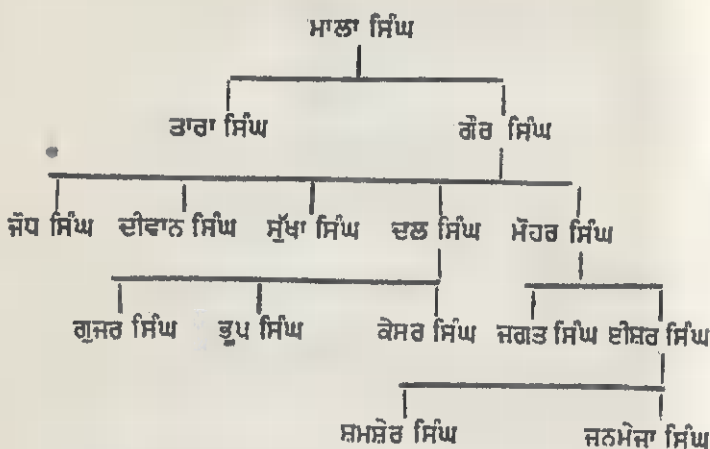 ਮਾਲਾ ਸਿੰਘ
ਤਾਰਾ ਸਿੰਘ ਗੌਰ ਸਿੰਘ
ਜੋਧ ਸਿੰਘ ਦੀਵਾਨ ਸਿੰਘ ਸੁੱਖਾ ਸਿੰਘ ਦਲ ਸਿੰਘ ਮੋਹਰ ਸਿੰਘ
ਗੁਜਰ ਸਿੰਘ ਭੂਪ ਸਿੰਘ ਕੇਸਰ ਸਿੰਘ ਜਗਤ ਸਿੰਘ ਈਸ਼ਰ ਸਿੰਘ
ਸ਼ਮਸ਼ੇਰ ਸਿੰਘ ਜਨਮੇਜਾ ਸਿੰਘ